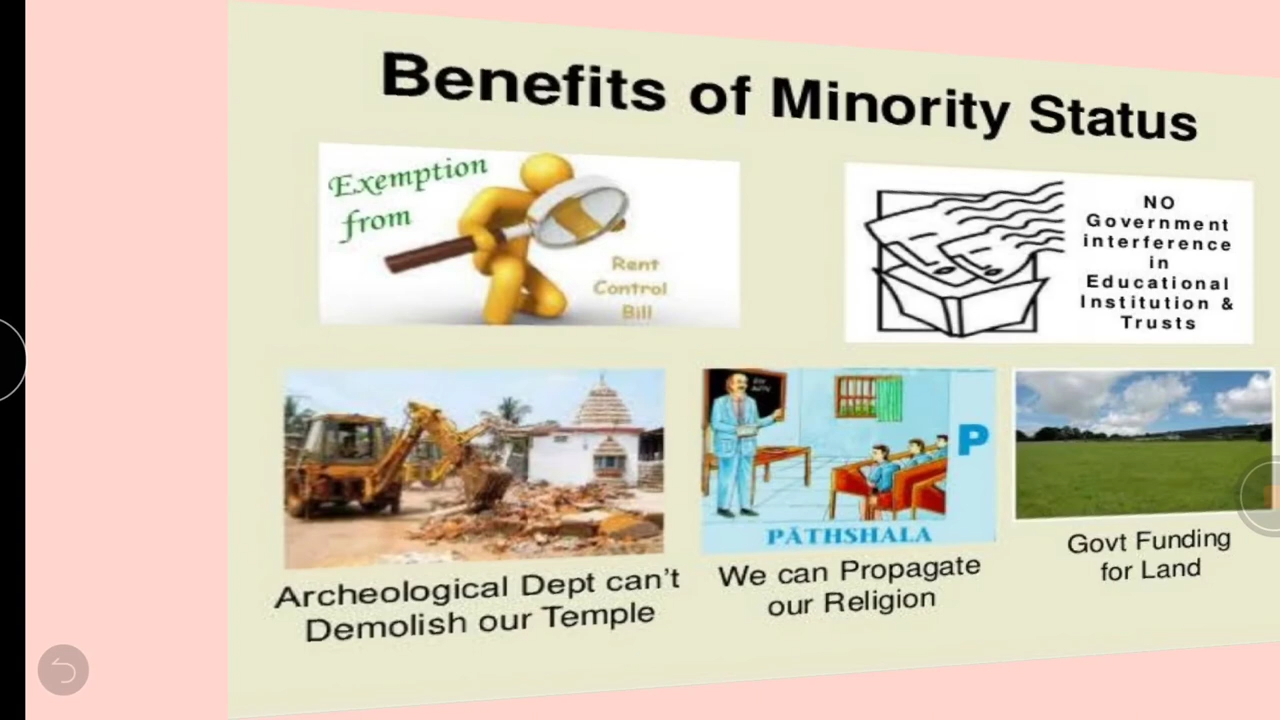 Benefits of Minority Status
Exemption
from
Rent
Control
Bill
NO
Government
interference
in
Educational
Institution &
Trusts
P
PĀTHSHALA
Archeological Dept can't
Demolish our Temple
We can Propagate
our Religion
Govt Funding
for Land